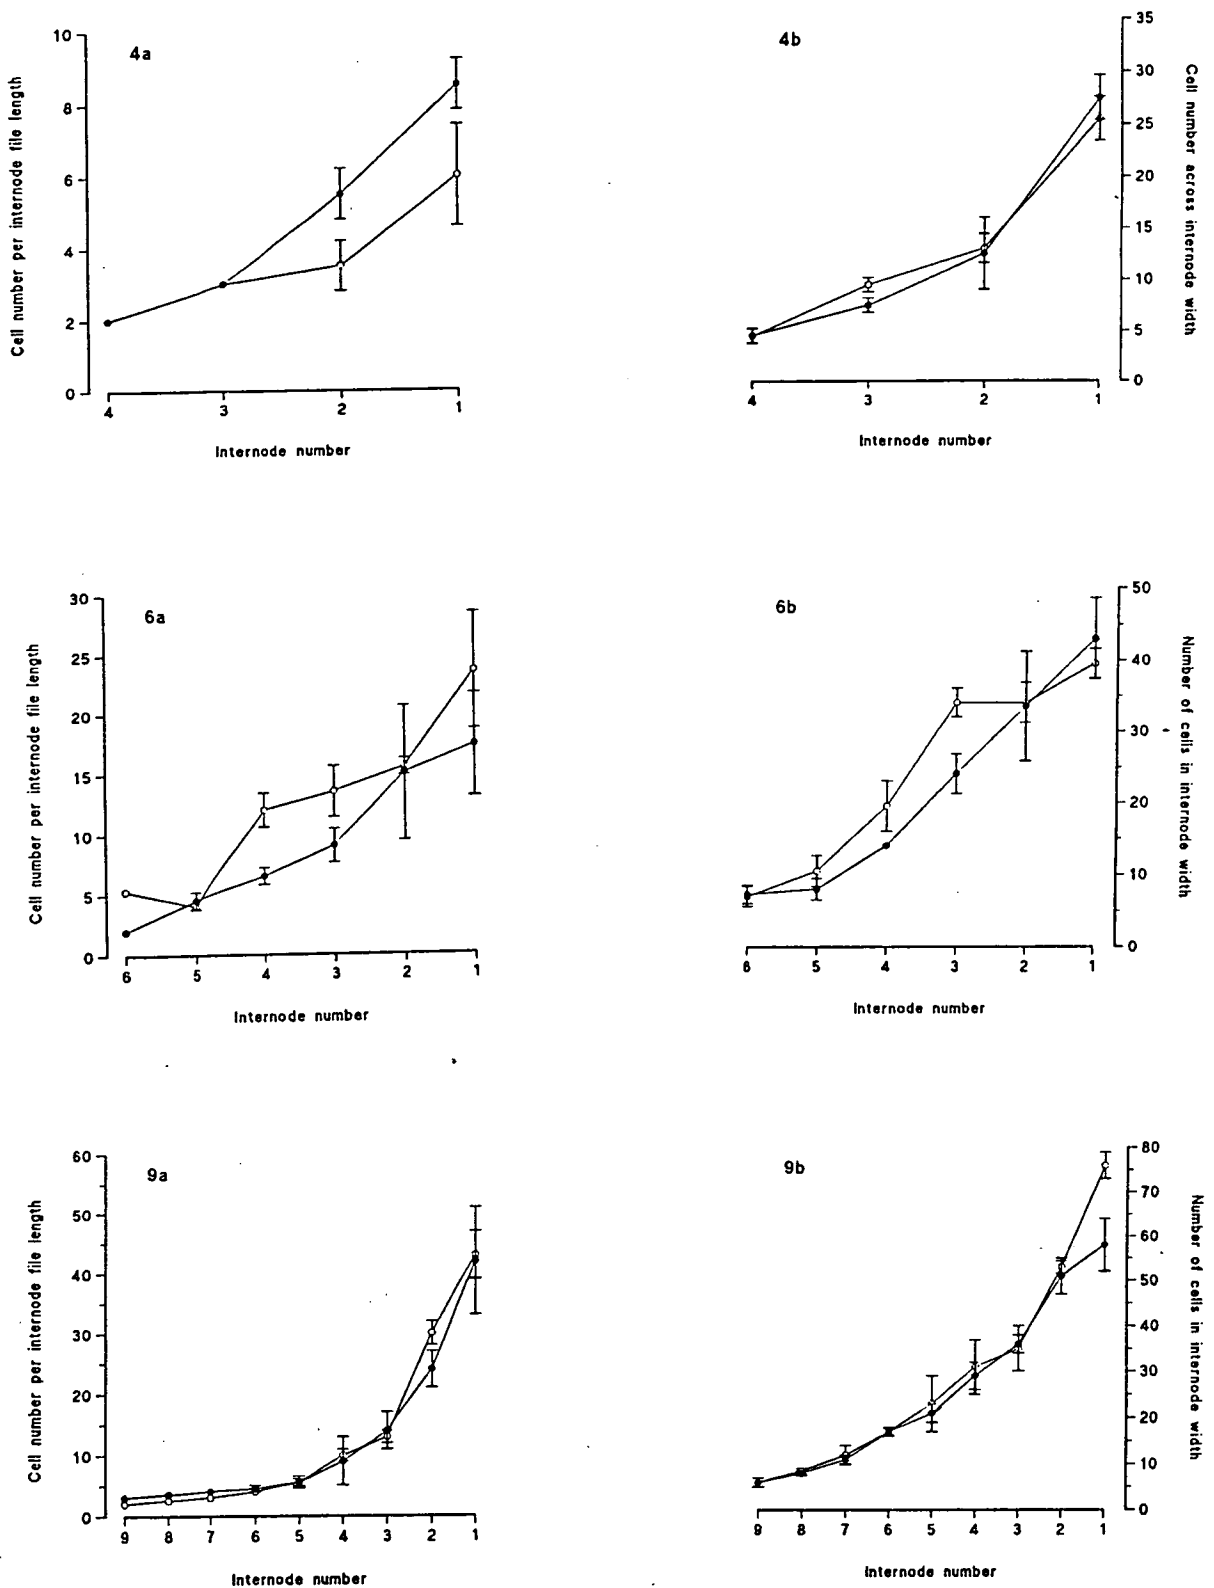 4a
Cell number per internode file length
10
8
6
4
2
0
4 3 2 1
Internode number
4b
Cell number across internode width
35
30
25
20
15
10
5
0
4 3 2 1
Internode number
6a
Cell number per internode file length
30
25
20
15
10
5
0
6 5 4 3 2 1
Internode number
6b
Number of cells in internode width
50
40
30
20
10
0
6 5 4 3 2 1
Internode number
9a
Cell number per internode file length
60
50
40
30
20
10
0
9 8 7 6 5 4 3 2 1
Internode number
9b
Number of cells in internode width
80
70
60
50
40
30
20
10
0
9 8 7 6 5 4 3 2 1
Internode number